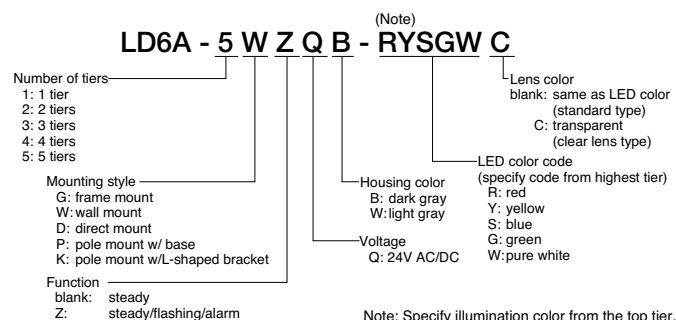 (Note)
LD6A - 5 W Z Q B - RYSGW C
Number of tiers
1: 1 tier
2: 2 tiers
3: 3 tiers
4: 4 tiers
5: 5 tiers
Mounting style
G: frame mount
W: wall mount
D: direct mount
P: pole mount w/ base
K: pole mount w/L-shaped bracket
Function
blank: steady
Z: steady/flashing/alarm
Housing color
B: dark gray
W: light gray
Voltage
Q: 24V AC/DC
Lens color
blank: same as LED color
(standard type)
C: transparent
(clear lens type)
LED color code
(specify code from highest tier)
R: red
Y: yellow
S: blue
G: green
W: pure white
Note: Specify illumination color from the top tier.